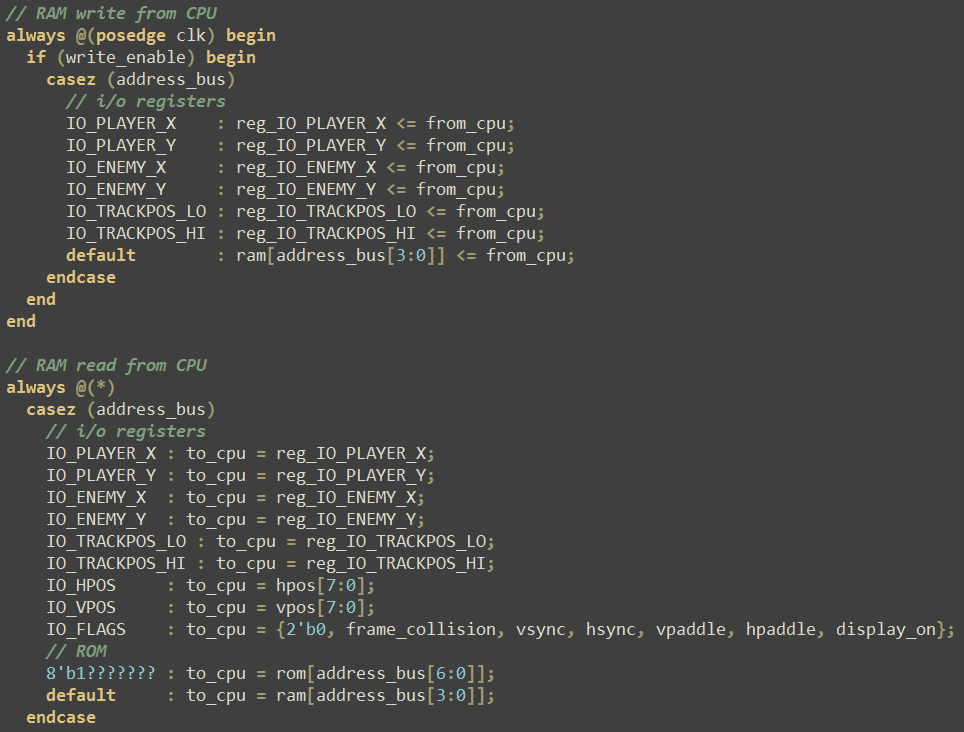 // RAM write from CPU
always @(posedge clk) begin
  if (write_enable) begin
    casez (address_bus)
      // i/o registers
      IO_PLAYER_X    : reg_IO_PLAYER_X <= from_cpu;
      IO_PLAYER_Y    : reg_IO_PLAYER_Y <= from_cpu;
      IO_ENEMY_X     : reg_IO_ENEMY_X <= from_cpu;
      IO_ENEMY_Y     : reg_IO_ENEMY_Y <= from_cpu;
      IO_TRACKPOS_LO : reg_IO_TRACKPOS_LO <= from_cpu;
      IO_TRACKPOS_HI : reg_IO_TRACKPOS_HI <= from_cpu;
      default        : ram[address_bus[3:0]] <= from_cpu;
    endcase
  end
end

// RAM read from CPU
always @(*)
  casez (address_bus)
    // i/o registers
    IO_PLAYER_X : to_cpu = reg_IO_PLAYER_X;
    IO_PLAYER_Y : to_cpu = reg_IO_PLAYER_Y;
    IO_ENEMY_X  : to_cpu = reg_IO_ENEMY_X;
    IO_ENEMY_Y  : to_cpu = reg_IO_ENEMY_Y;
    IO_TRACKPOS_LO : to_cpu = reg_IO_TRACKPOS_LO;
    IO_TRACKPOS_HI : to_cpu = reg_IO_TRACKPOS_HI;
    IO_HPOS     : to_cpu = hpos[7:0];
    IO_VPOS     : to_cpu = vpos[7:0];
    IO_FLAGS    : to_cpu = {2'b0, frame_collision, vsync, hsync, vpaddle, hpaddle, display_on};
    // ROM
    8'b1??????? : to_cpu = rom[address_bus[6:0]];
    default     : to_cpu = ram[address_bus[3:0]];
  endcase